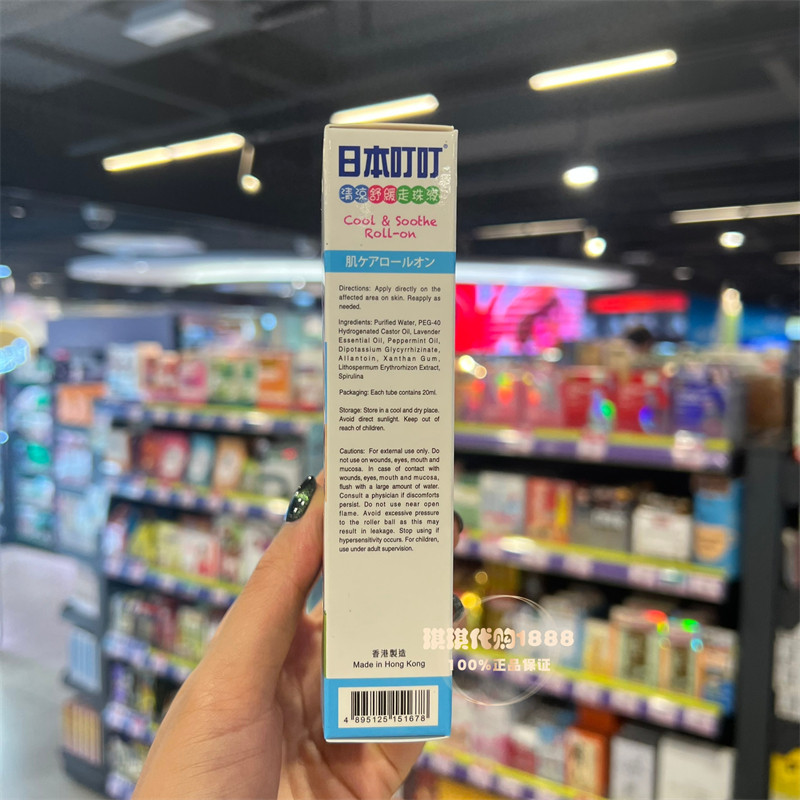 日本叮叮®
清涼舒緩走珠液
Cool & Soothe
Roll-on
肌ケアロールオン
Directions: Apply directly on the
affected area on skin. Reapply as
needed.
Ingredients: Purified Water, PEG-40
Hydrogenated Castor Oil, Lavender
Essential Oil, Peppermint Oil,
Dipotassium Glycyrrhizinate,
Allantoin, Xanthan Gum,
Lithospermum Erythrorhizon Extract,
Spirulina
Packaging: Each tube contains 20ml.
Storage: Store in a cool and dry place.
Avoid direct sunlight. Keep out of
reach of children.
Cautions: For external use only. Do
not use on wounds, eyes, mouth and
mucosa. In case of contact with
wounds, eyes, mouth and mucosa,
flush with a large amount of water.
Consult a physician if discomforts
persist. Do not use near open
flame. Avoid excessive pressure
to the roller ball as this may
result in leakage. Stop using if
hypersensitivity occurs. For children,
use under adult supervision.
香港製造
Made in Hong Kong
琪琪代购1888
100%正品保证
4 895125 151678